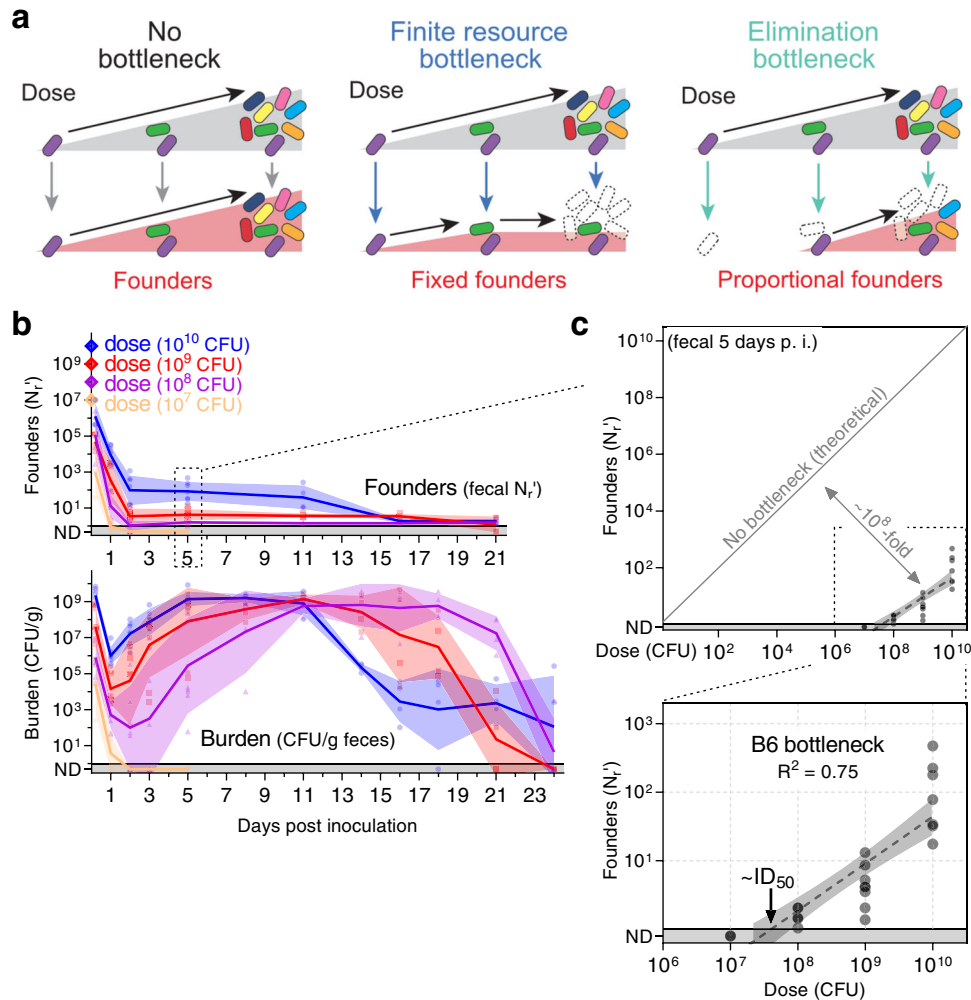 a
No
bottleneck
Finite resource
bottleneck
Elimination
bottleneck
Dose
Dose
Dose
Founders
Fixed founders
Proportional founders
b
dose (10¹⁰ CFU)
dose (10⁹ CFU)
dose (10⁸ CFU)
dose (10⁷ CFU)
Founders (Nr')
10⁹
10⁷
10⁵
10³
10¹
ND
Founders (fecal Nr')
1 3 5 7 9 11 13 15 17 19 21
Burden (CFU/g)
10⁹
10⁷
10⁵
10³
10¹
ND
Burden (CFU/g feces)
1 3 5 7 9 11 13 15 17 19 21 23
Days post inoculation
c
Founders (Nr')
10¹⁰
10⁸
10⁶
10⁴
10²
ND
(fecal 5 days p. i.)
No bottleneck (theoretical)
~10⁸-fold
Dose (CFU) 10² 10⁴ 10⁶ 10⁸ 10¹⁰
Founders (Nr')
10³
10²
10¹
ND
B6 bottleneck
R² = 0.75
~ID₅₀
10⁶ 10⁷ 10⁸ 10⁹ 10¹⁰
Dose (CFU)